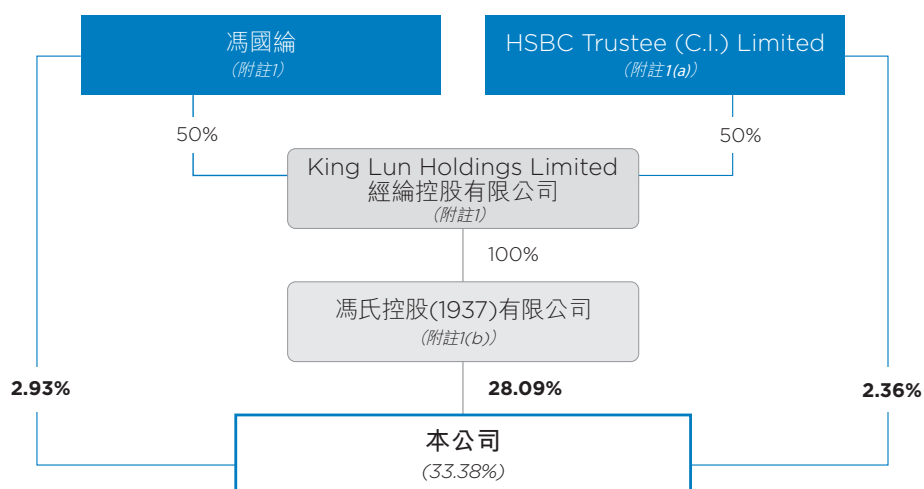 馮國綸
(附註1)
HSBC Trustee (C.I.) Limited
(附註1(a))
50%
50%
King Lun Holdings Limited
經綸控股有限公司
(附註1)
100%
馮氏控股(1937)有限公司
(附註1(b))
2.93%
28.09%
2.36%
本公司
(33.38%)